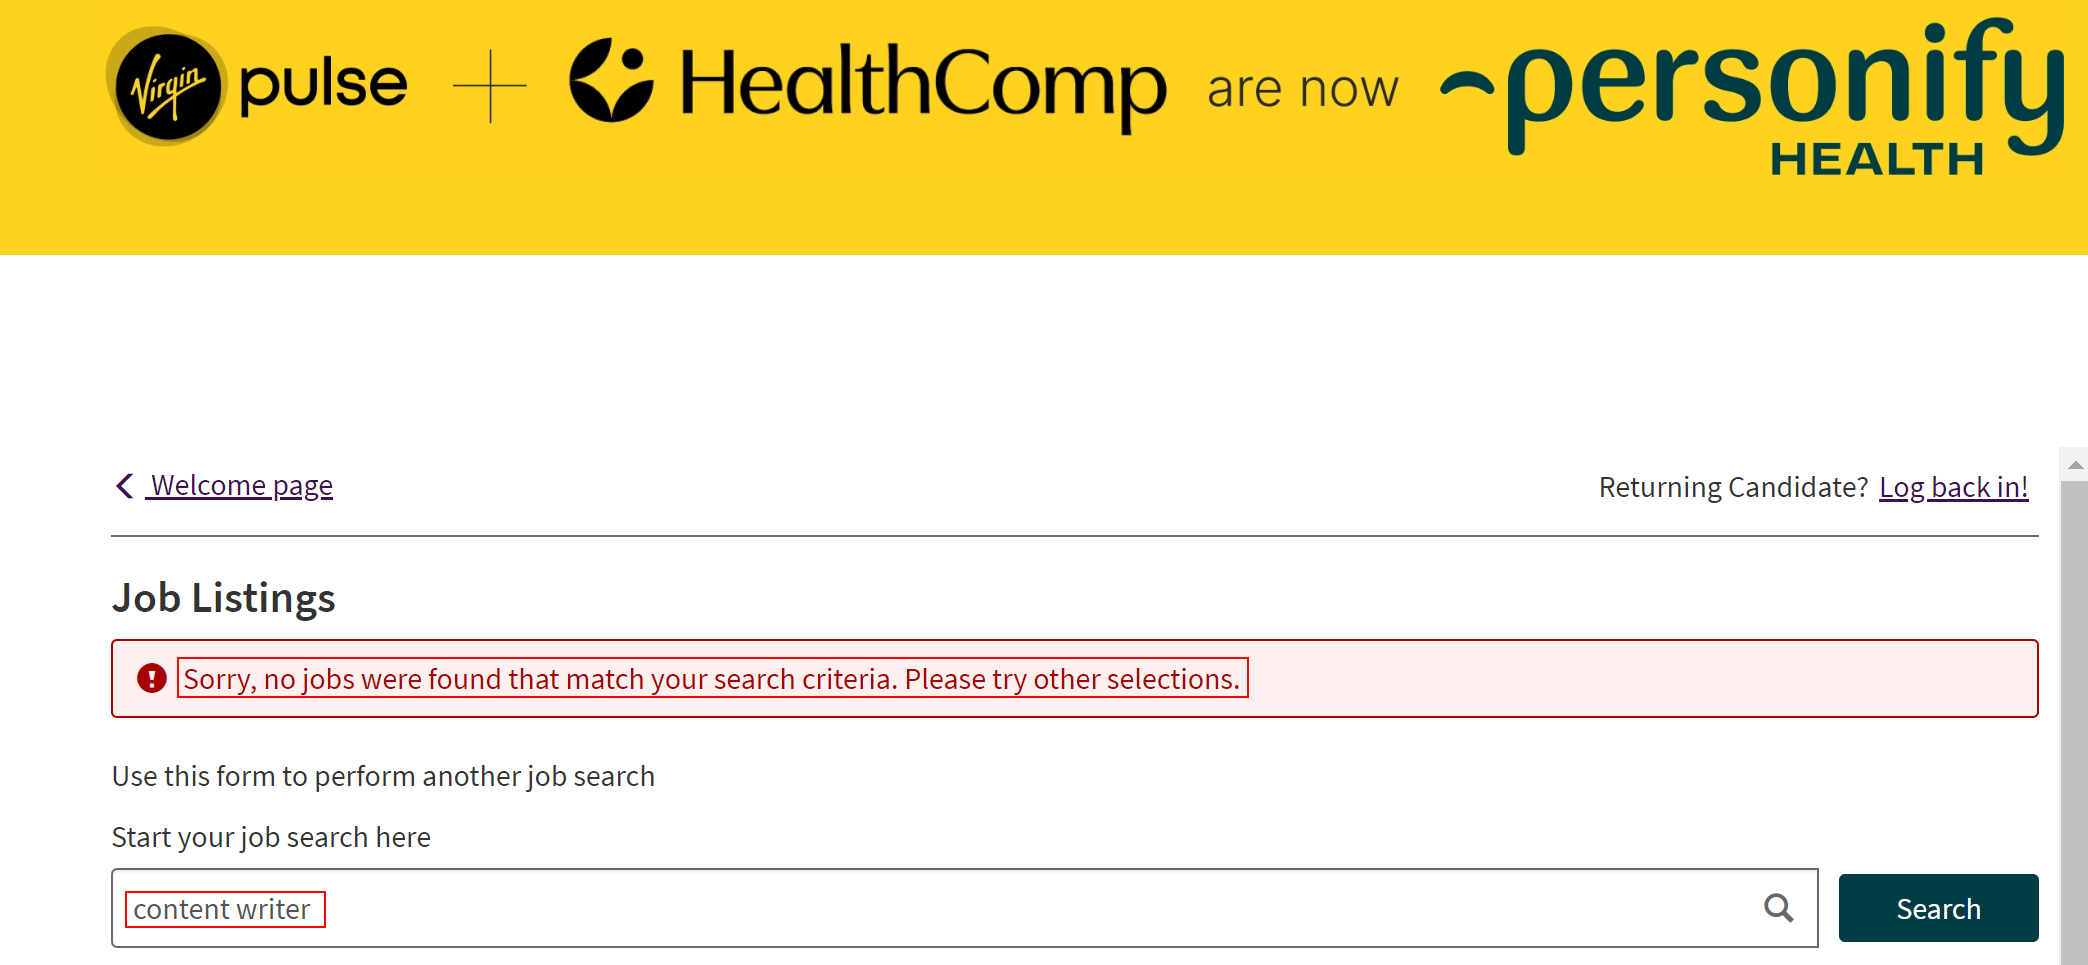 Virgin pulse + HealthComp are now personify
HEALTH
Welcome page
Returning Candidate? Log back in!
Job Listings
Sorry, no jobs were found that match your search criteria. Please try other selections.
Use this form to perform another job search
Start your job search here
content writer
Search